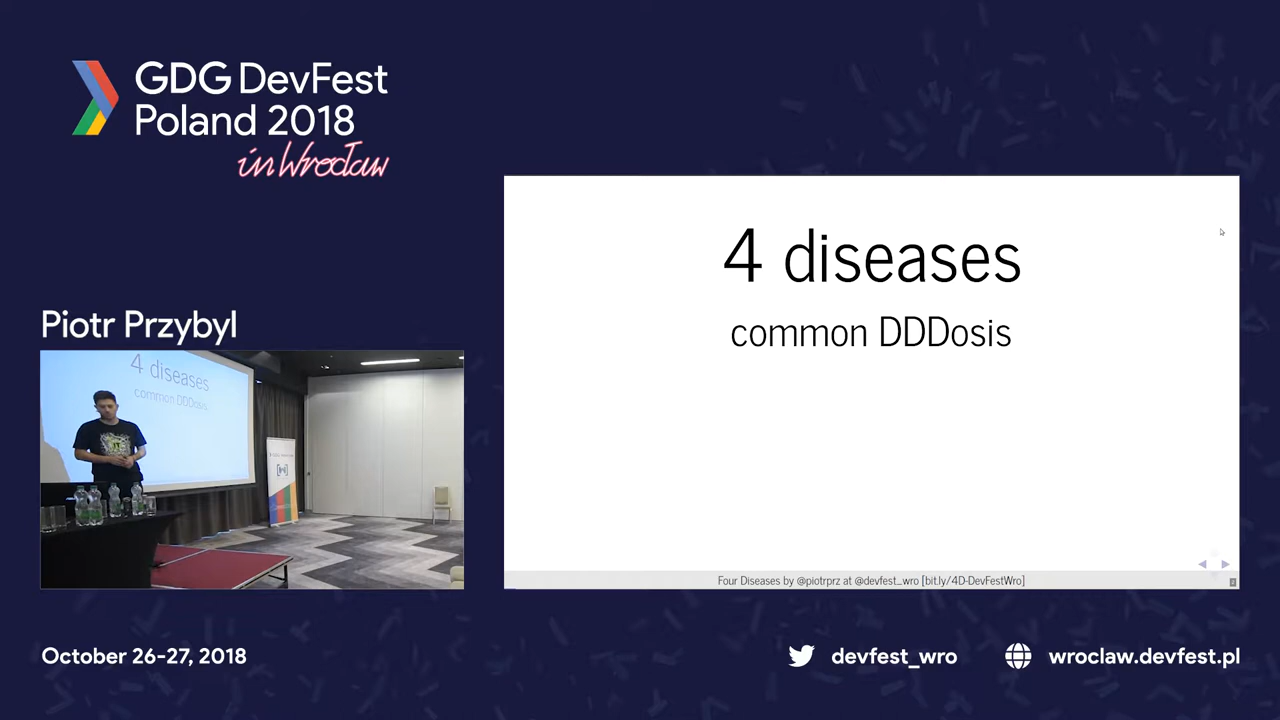 GDG DevFest
Poland 2018
in Wrocław
Piotr Przybyl
4 diseases
common DDDosis
4 diseases
common DDDosis
Four Diseases by @piotrprz at @devfest_wro [bit.ly/4D-DevFestWro]
October 26-27, 2018
devfest_wro
wroclaw.devfest.pl